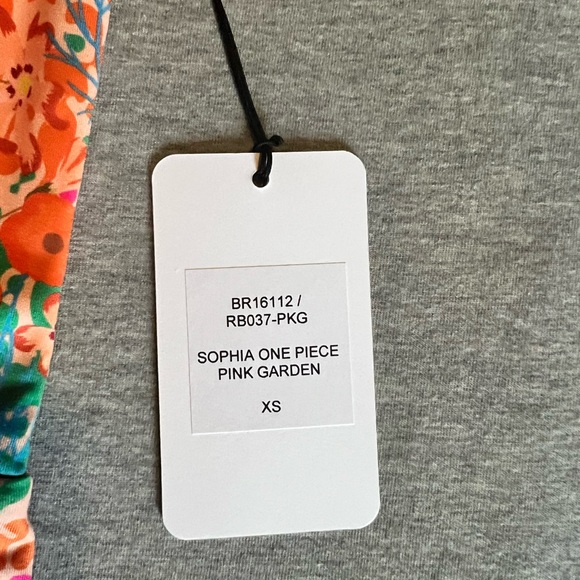 BR16112 /
RB037-PKG
SOPHIA ONE PIECE
PINK GARDEN
XS